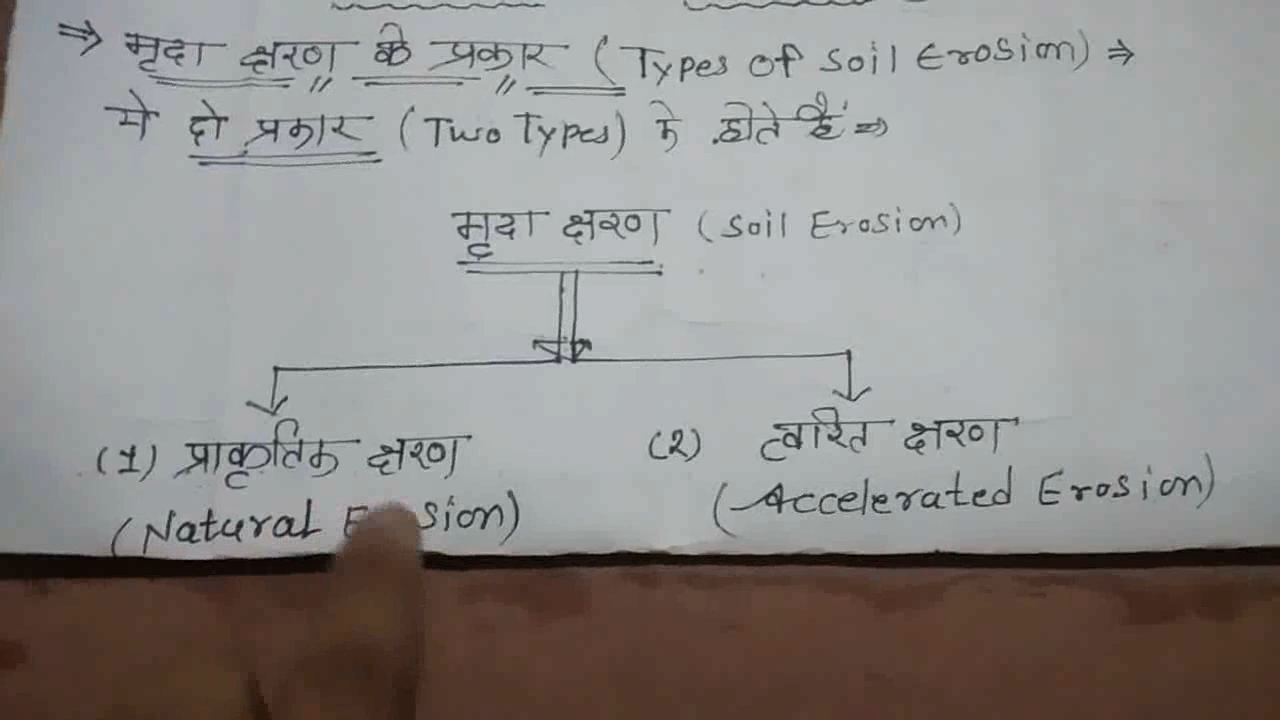 ⇒ मृदा क्षरण के प्रकार (Types of Soil Erosion) ⇒
ये दो प्रकार (Two Types) के होते हैं ⇒
मृदा क्षरण (Soil Erosion)
(1) प्राकृतिक क्षरण
(Natural Erosion)
(2) त्वरित क्षरण
(Accelerated Erosion)